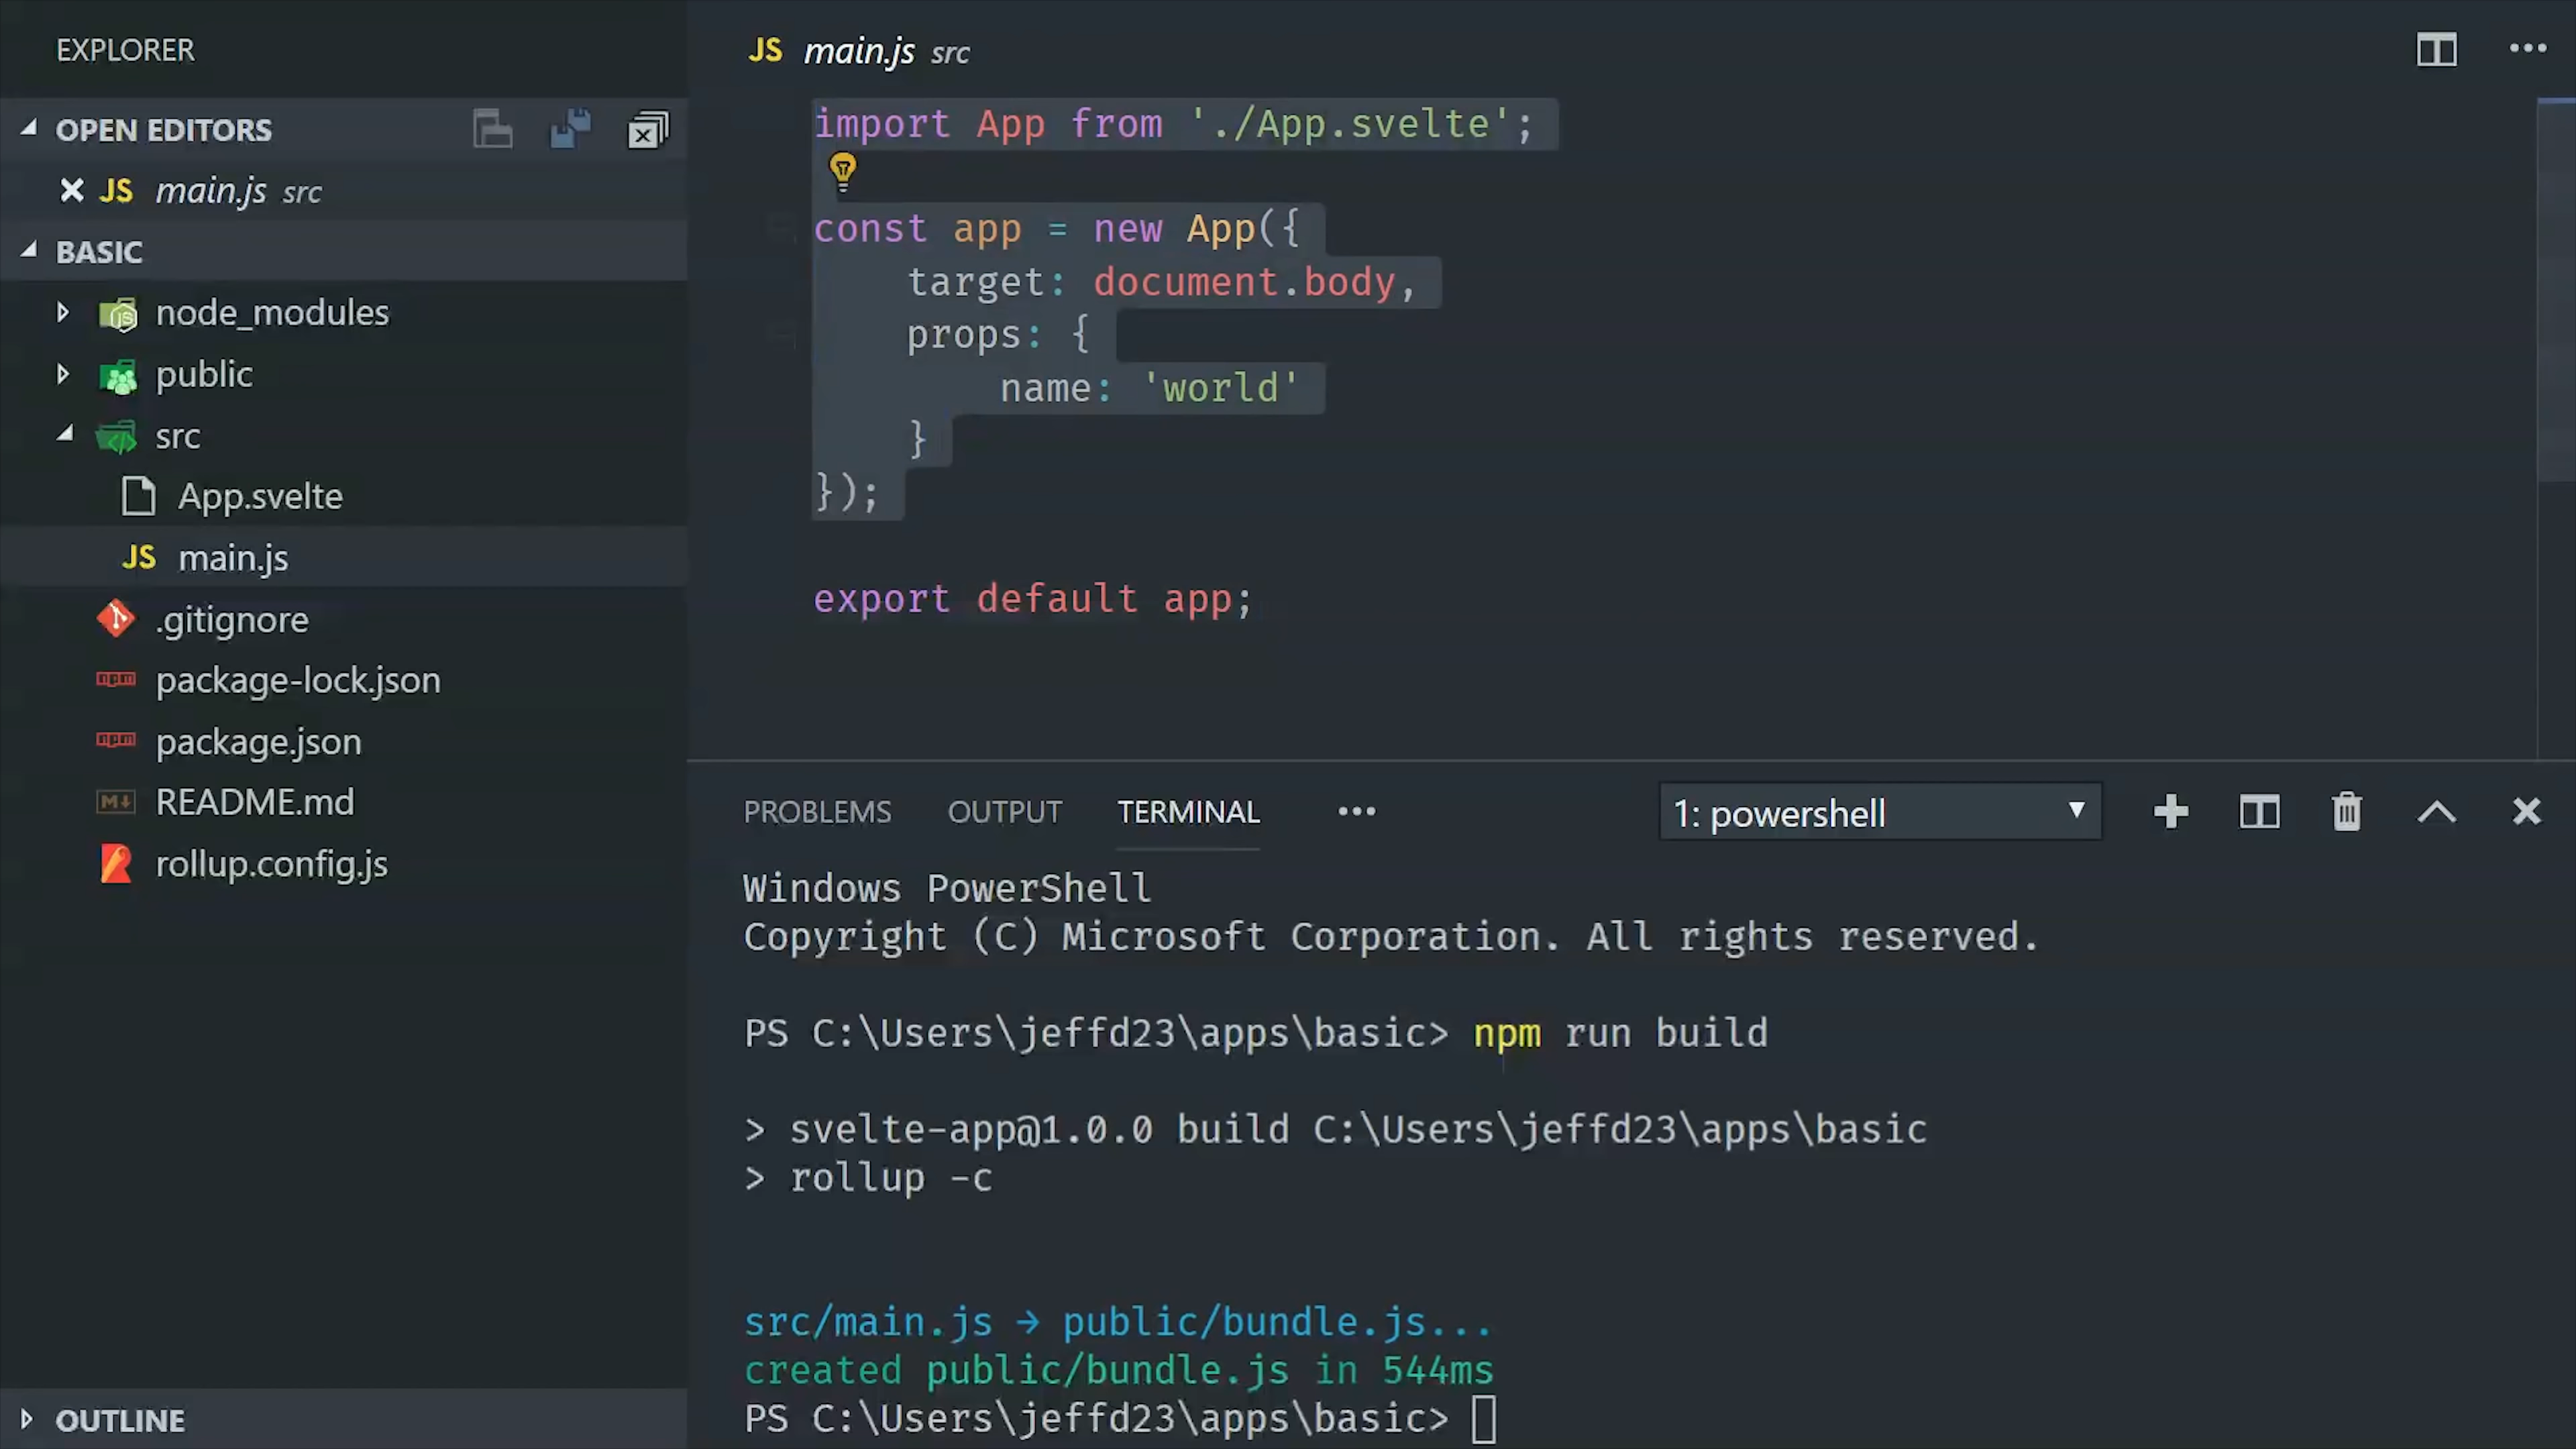 EXPLORER
OPEN EDITORS
JS main.js src
BASIC
node_modules
public
src
App.svelte
JS main.js
.gitignore
package-lock.json
package.json
README.md
rollup.config.js
OUTLINE
JS main.js src
import App from './App.svelte';
const app = new App({
target: document.body,
props: {
name: 'world'
}
});
export default app;
PROBLEMS OUTPUT TERMINAL ••• 1: powershell
Windows PowerShell
Copyright (C) Microsoft Corporation. All rights reserved.
PS C:\Users\jeffd23\apps\basic> npm run build
> svelte-app@1.0.0 build C:\Users\jeffd23\apps\basic
> rollup -c
src/main.js → public/bundle.js...
created public/bundle.js in 544ms
PS C:\Users\jeffd23\apps\basic>